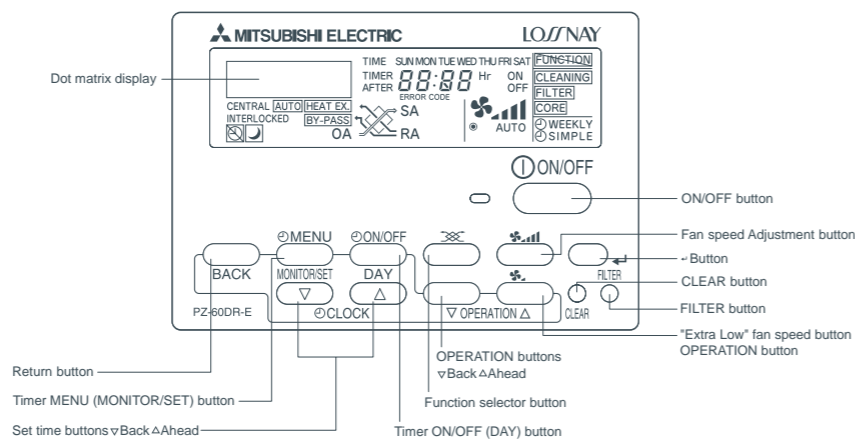 MITSUBISHI ELECTRIC
LOSSNAY
Dot matrix display
TIME SUN MON TUE WED THU FRI SAT FUNCTION
TIMER 88:88 Hr ON CLEANING
AFTER OFF FILTER
ERROR CODE
CENTRAL AUTO HEAT EX. SA CORE
INTERLOCKED BY-PASS AUTO WEEKLY
OA RA SIMPLE
ON/OFF
ON/OFF button
MENU ON/OFF
Fan speed Adjustment button
↵Button
BACK MONITOR/SET DAY FILTER
CLEAR button
▽ △
PZ-60DR-E CLOCK ▽ OPERATION △ CLEAR
FILTER button
"Extra Low" fan speed button
OPERATION button
OPERATION buttons
▽Back △Ahead
Return button
Timer MENU (MONITOR/SET) button
Function selector button
Set time buttons ▽Back △Ahead
Timer ON/OFF (DAY) button